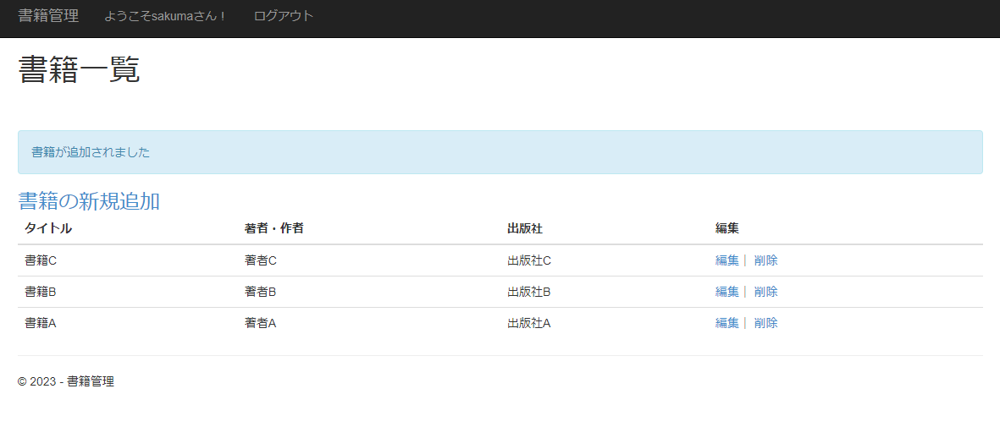 書籍管理 ようこそsakumaさん！ ログアウト
書籍一覧
書籍が追加されました
書籍の新規追加
タイトル 著者・作者 出版社 編集
書籍C 著者C 出版社C 編集 | 削除
書籍B 著者B 出版社B 編集 | 削除
書籍A 著者A 出版社A 編集 | 削除
© 2023 - 書籍管理